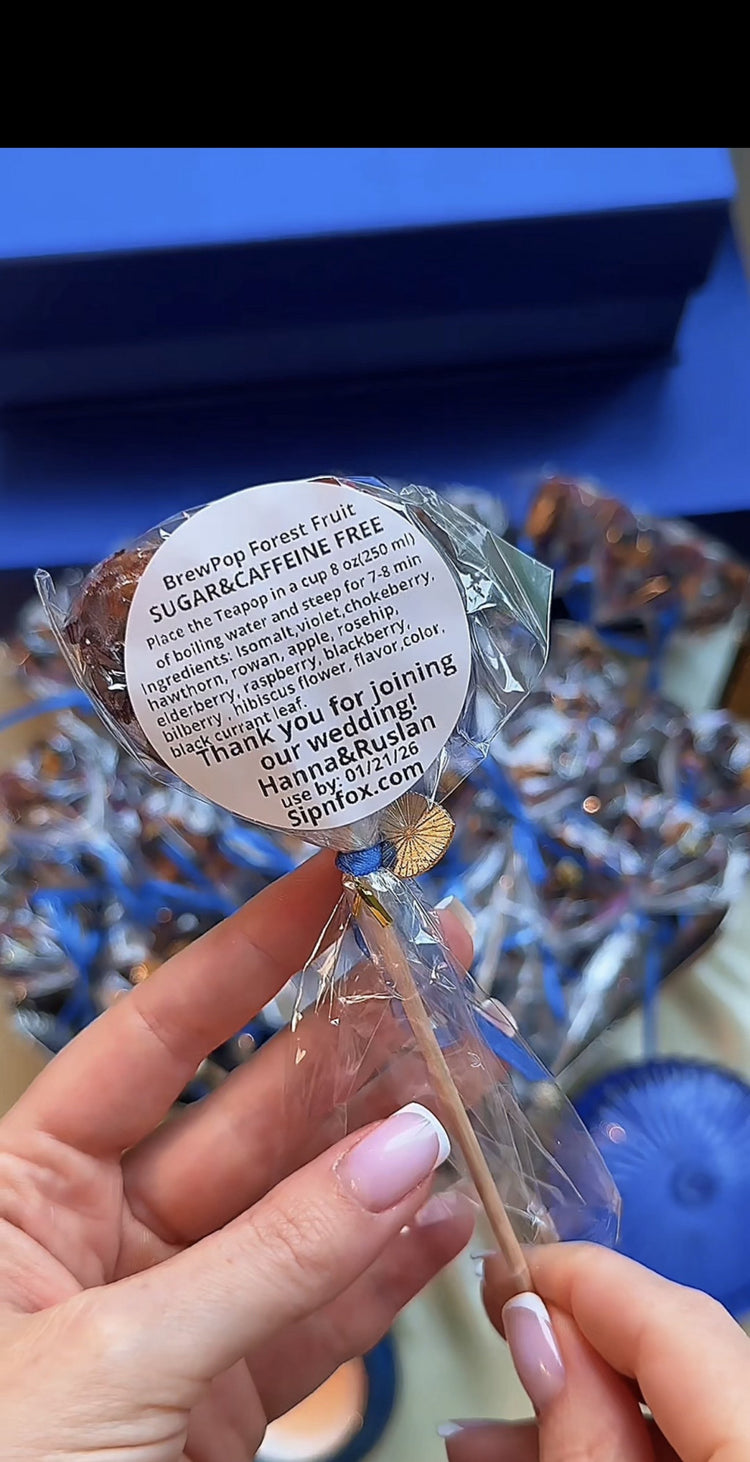 BrewPop Forest Fruit
SUGAR&CAFFEINE FREE
Place the Teapop in a cup 8 oz(250 ml)
of boiling water and steep for 7-8 min
Ingredients: Isomalt,violet,chokeberry,
hawthorn, rowan, apple, rosehip,
elderberry, raspberry, blackberry,
bilberry , hibiscus flower, flavor,color,
black currant leaf.
Thank you for joining
our wedding!
Hanna&Ruslan
use by: 01/21/26
Sipnfox.com